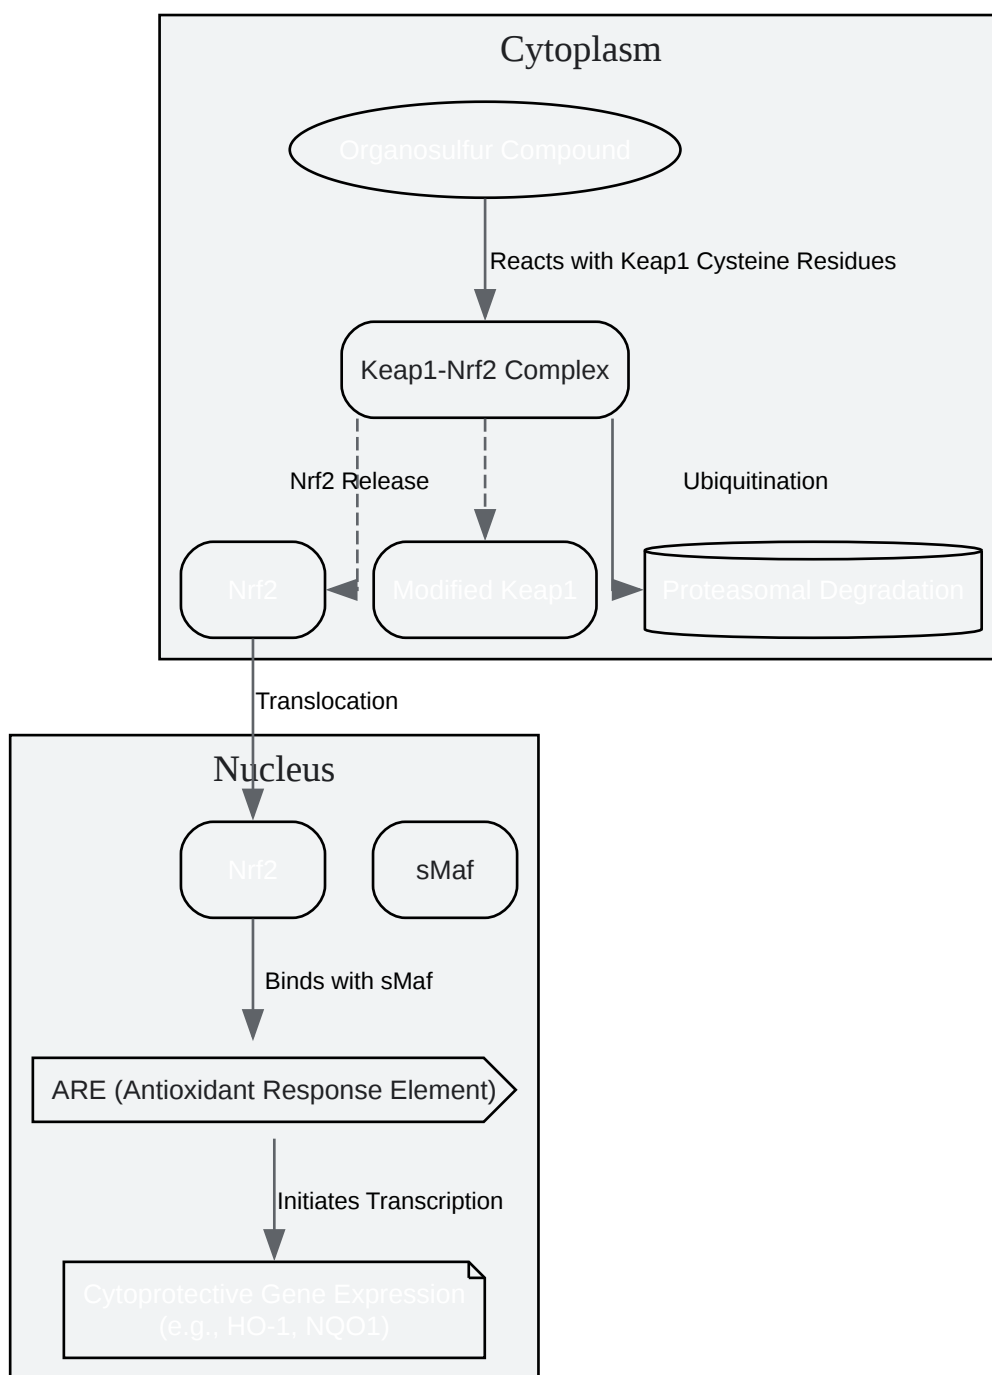 Cytoplasm
Organosulfur Compound
Reacts with Keap1 Cysteine Residues
Keap1-Nrf2 Complex
Nrf2 Release
Ubiquitination
Nrf2
Modified Keap1
Proteasomal Degradation
Translocation
Nucleus
Nrf2
sMaf
Binds with sMaf
ARE (Antioxidant Response Element)
Initiates Transcription
Cytoprotective Gene Expression
(e.g., HO-1, NQO1)